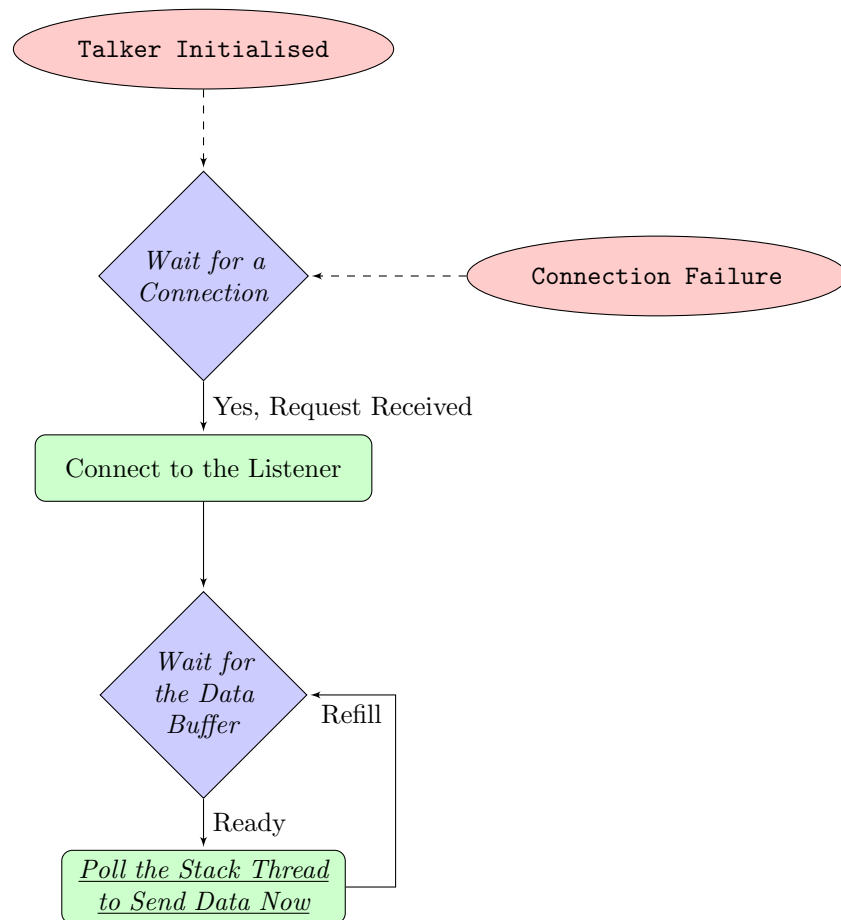 Talker Initialised
Wait for a
Connection
Connection Failure
Yes, Request Received
Connect to the Listener
Wait for
the Data
Buffer
Refill
Ready
Poll the Stack Thread
to Send Data Now